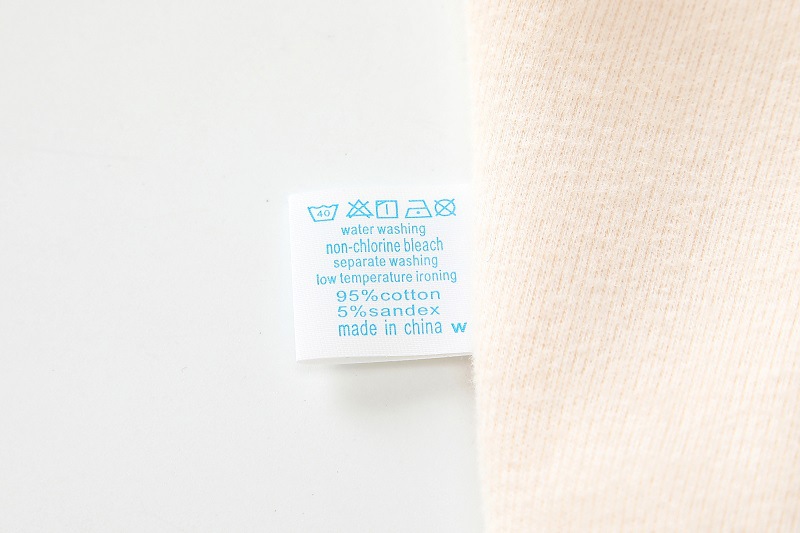 40
water washing
non-chlorine bleach
separate washing
low temperature ironing
95%cotton
5%sandex
made in china w